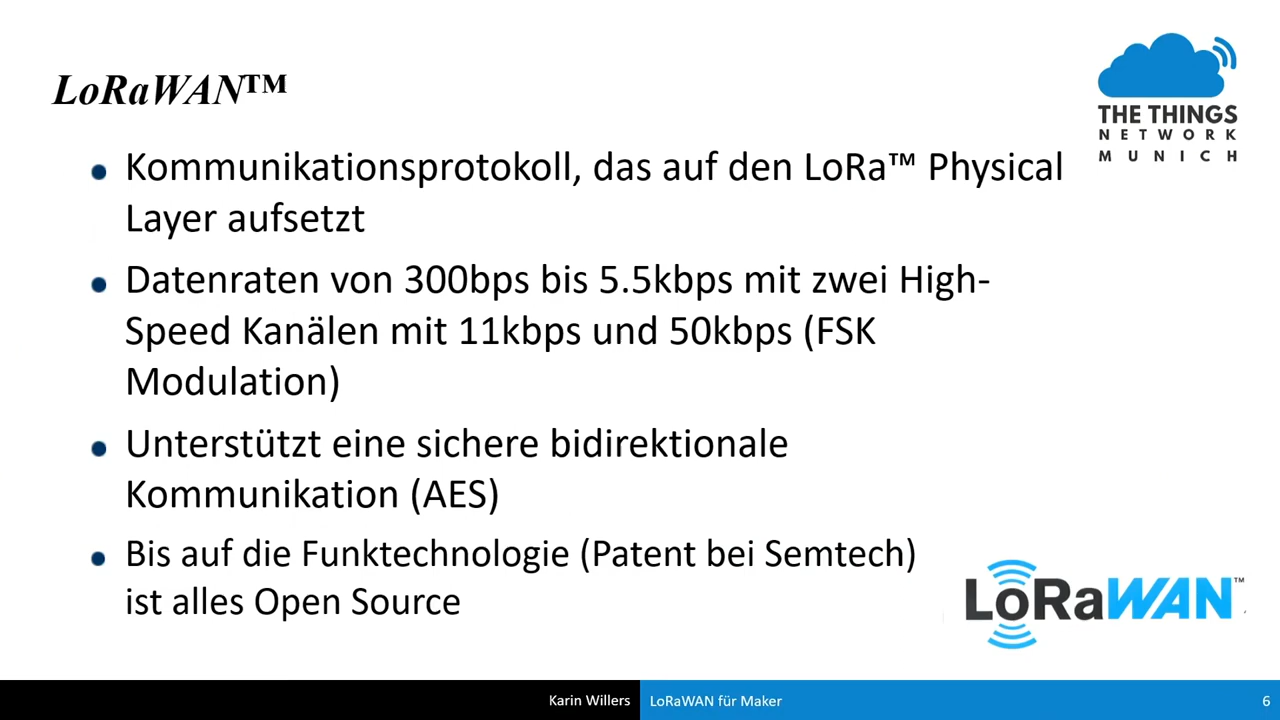 LoRaWAN™
THE THINGS
NETWORK
MUNICH
Kommunikationsprotokoll, das auf den LoRa™ Physical
Layer aufsetzt
Datenraten von 300bps bis 5.5kbps mit zwei High-
Speed Kanälen mit 11kbps und 50kbps (FSK
Modulation)
Unterstützt eine sichere bidirektionale
Kommunikation (AES)
Bis auf die Funktechnologie (Patent bei Semtech)
ist alles Open Source
LoRaWAN™
Karin Willers
LoRaWAN für Maker
6